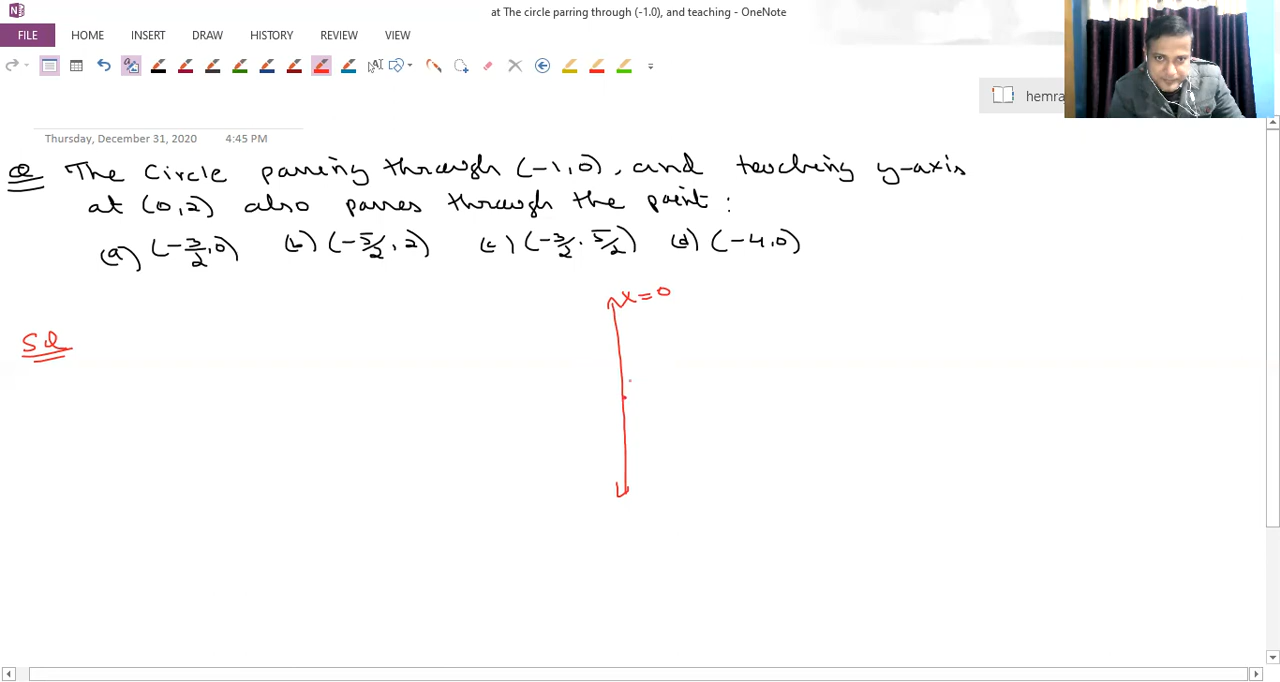 at The circle parring through (-1.0), and teaching - OneNote
FILE HOME INSERT DRAW HISTORY REVIEW VIEW
hemra
Thursday, December 31, 2020 4:45 PM
Q The Circle passing through (-1,0), and touching y-axis
at (0,2) also passes through the point:
(a) (-3/2,0) (b) (-5/2,2) (c) (-3/2,5/2) (d) (-4,0)
x=0
Sol